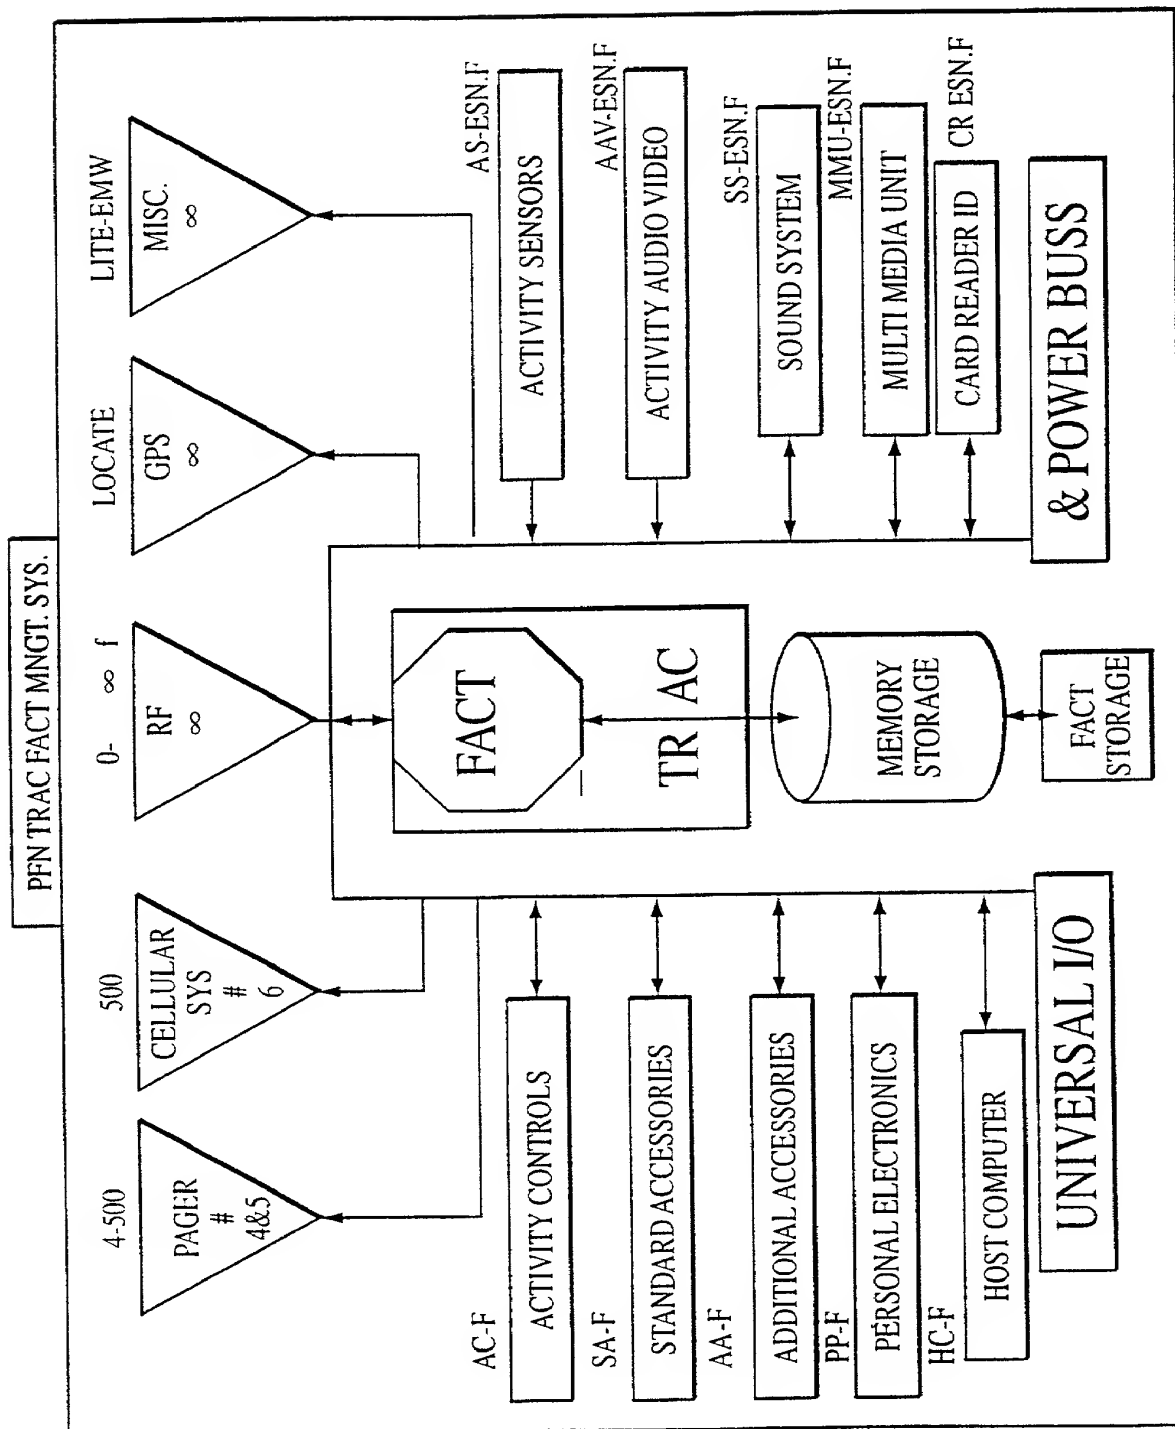 PFN TRAC FACT MNGT. SYS.
4-500
500
0- ∞ f
LOCATE
LITE-EMW
PAGER
#
4&5
CELLULAR
SYS
#
6
RF
∞
GPS
∞
MISC.
∞
AC-F
ACTIVITY CONTROLS
SA-F
STANDARD ACCESSORIES
AA-F
ADDITIONAL ACCESSORIES
PP-F
PERSONAL ELECTRONICS
HC-F
HOST COMPUTER
UNIVERSAL I/O
FACT
TR AC
MEMORY
STORAGE
FACT
STORAGE
AS-ESN.F
ACTIVITY SENSORS
AAV-ESN.F
ACTIVITY AUDIO VIDEO
SS-ESN.F
SOUND SYSTEM
MMU-ESN.F
MULTI MEDIA UNIT
CR ESN.F
CARD READER ID
& POWER BUSS